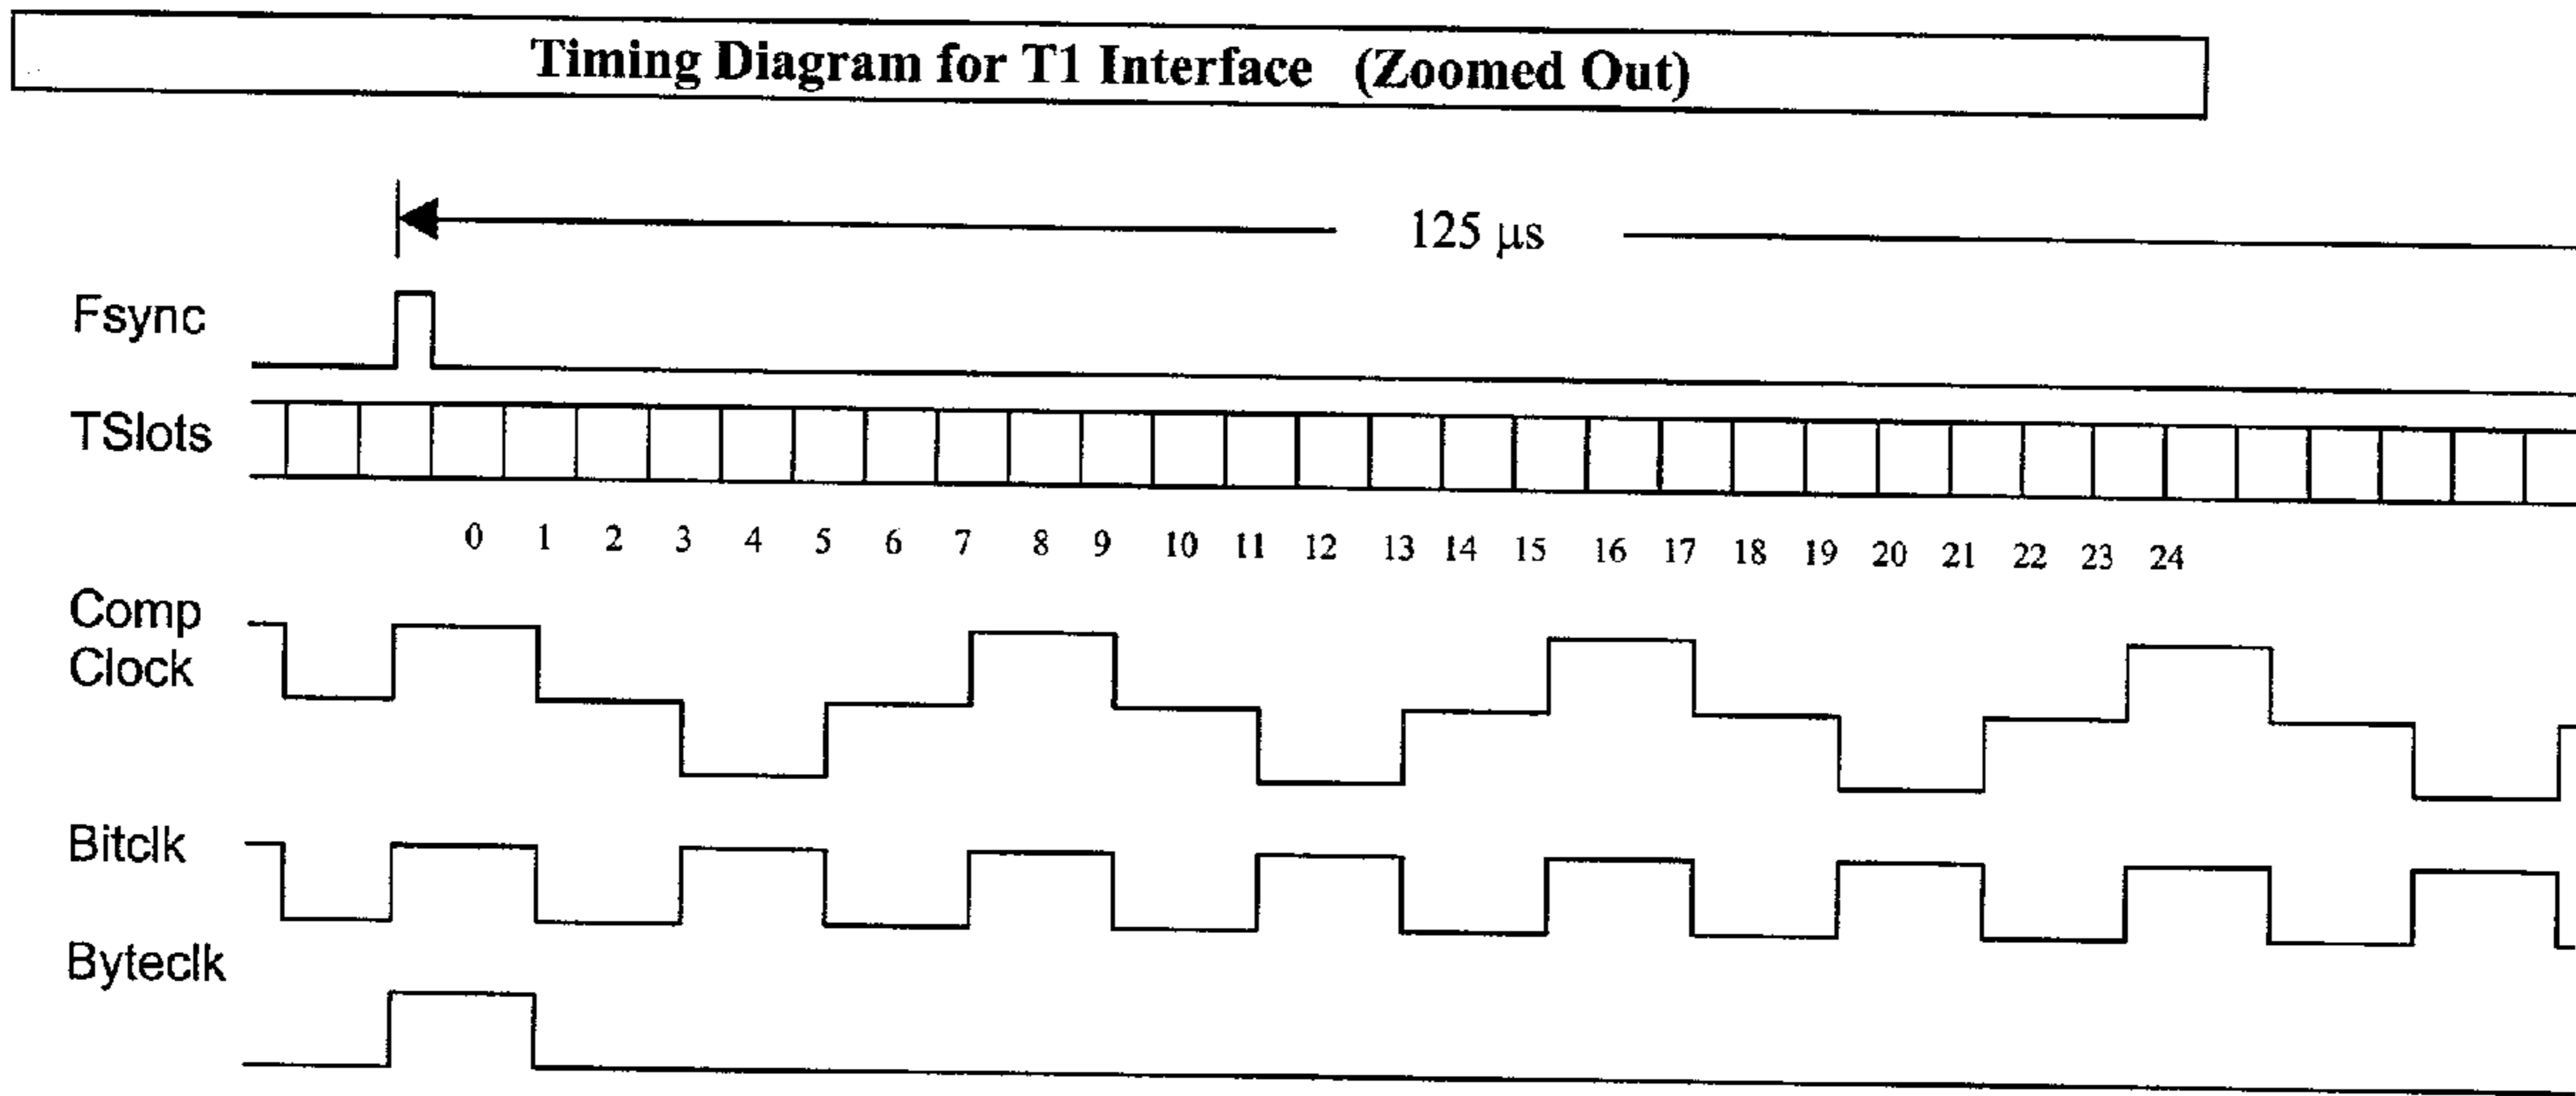 Timing Diagram for T1 Interface (Zoomed Out)
125 μs
Fsync
TSlots
0 1 2 3 4 5 6 7 8 9 10 11 12 13 14 15 16 17 18 19 20 21 22 23 24
Comp
Clock
Bitclk
Byteclk